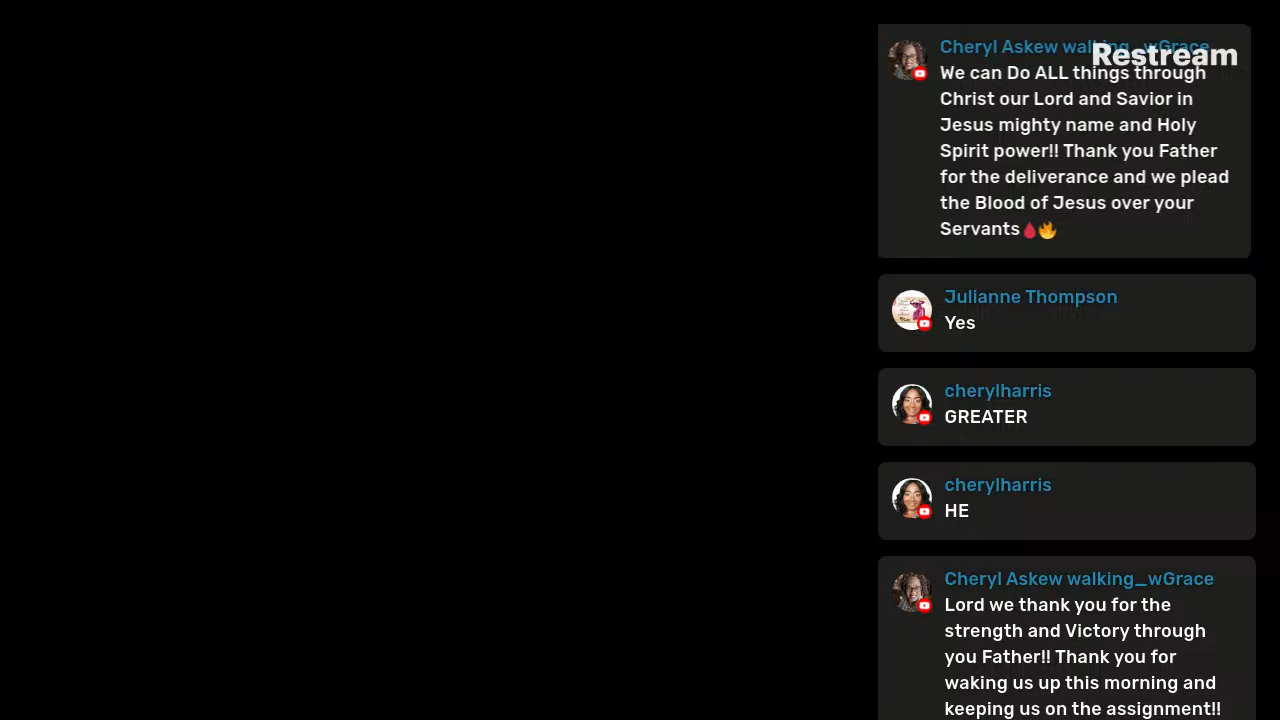 Cheryl Askew walking_wGrace
Restream
We can Do ALL things through
Christ our Lord and Savior in
Jesus mighty name and Holy
Spirit power!! Thank you Father
for the deliverance and we plead
the Blood of Jesus over your
Servants🩸🔥
Julianne Thompson
Yes
cherylharris
GREATER
cherylharris
HE
Cheryl Askew walking_wGrace
Lord we thank you for the
strength and Victory through
you Father!! Thank you for
waking us up this morning and
keeping us on the assignment!!